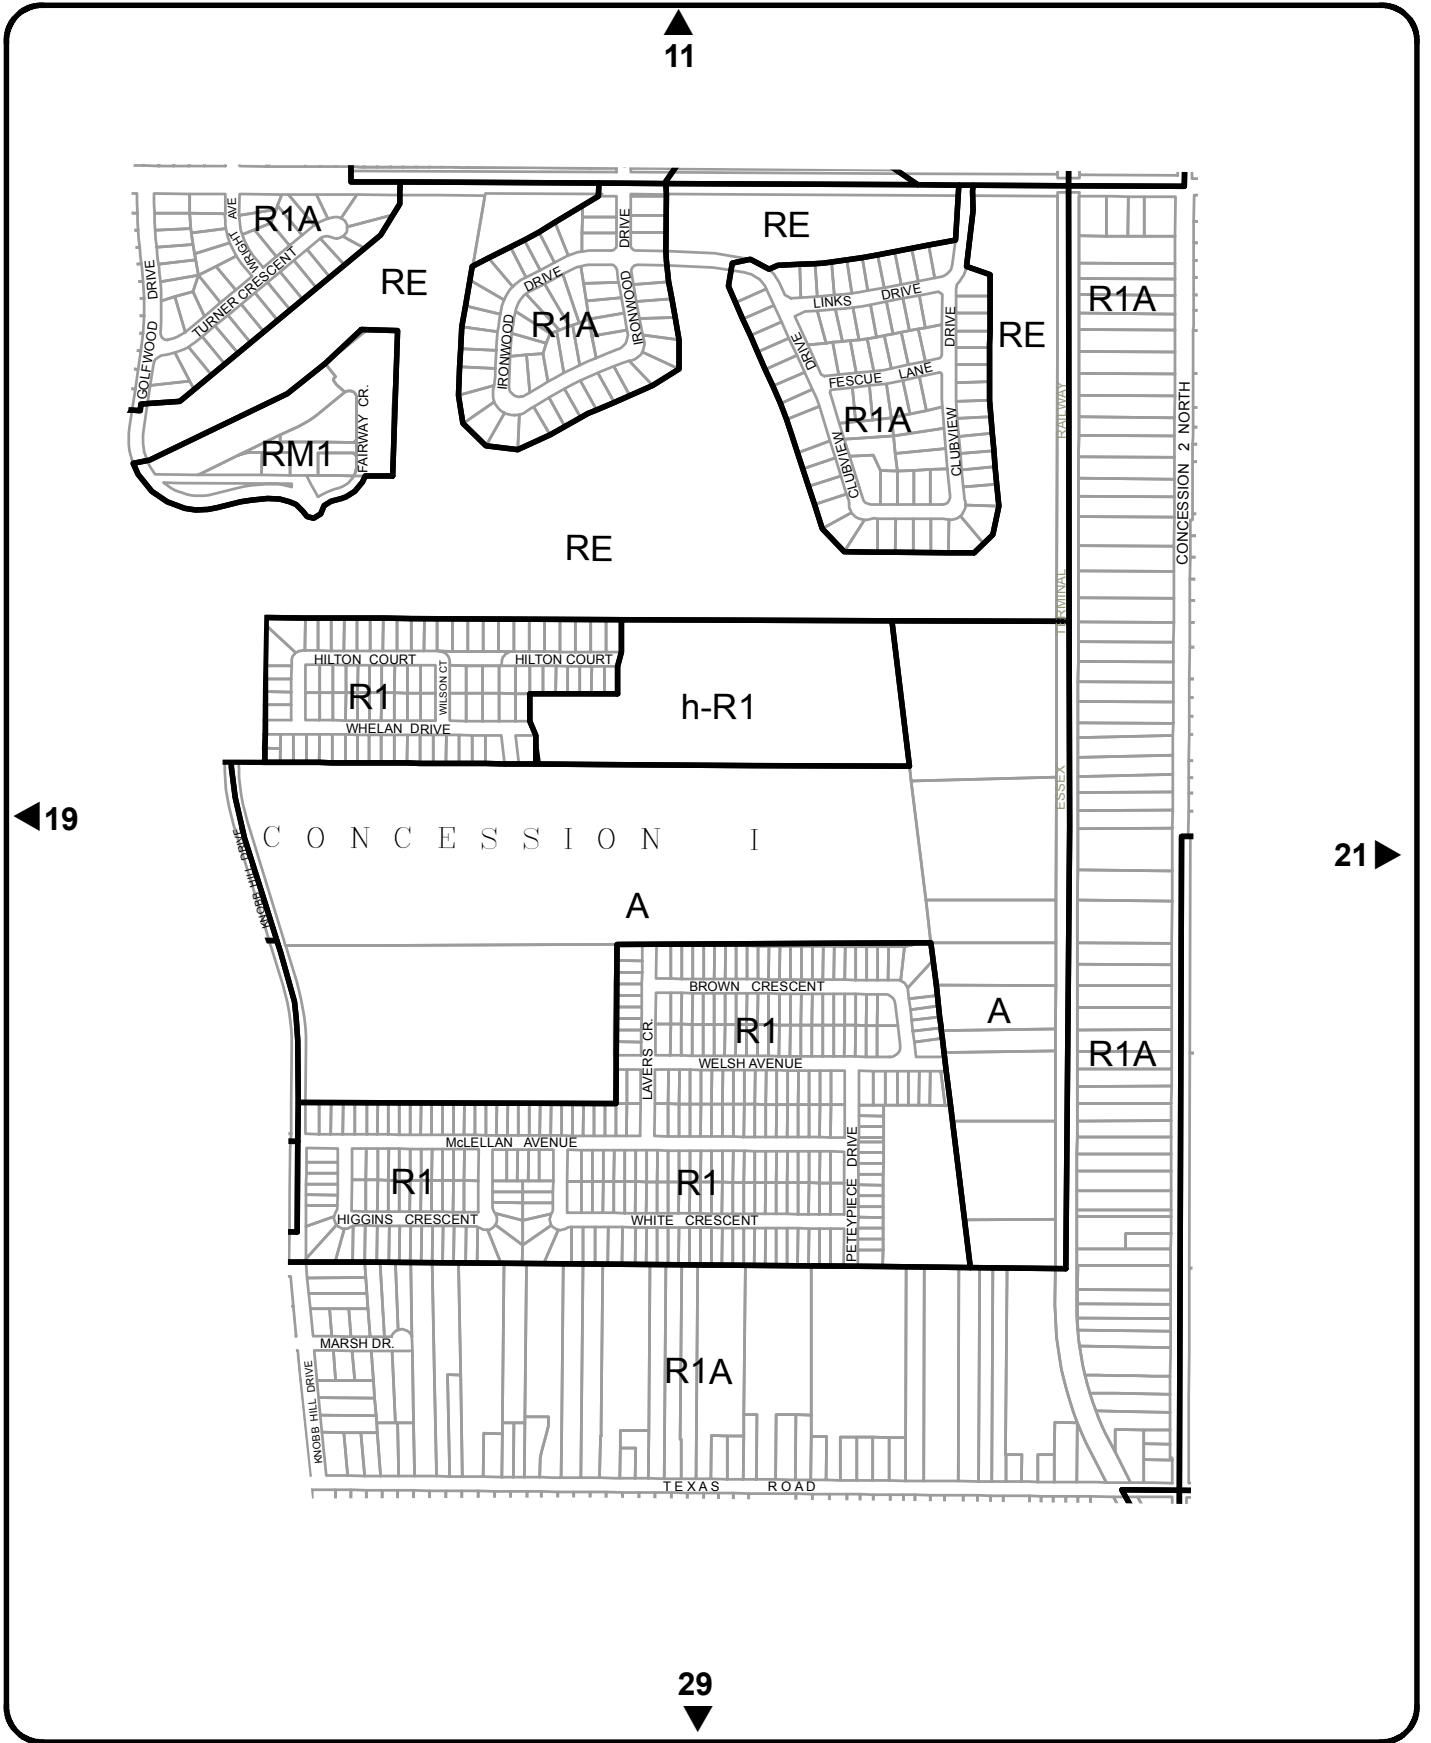 11
R1A
WRIGHT AVE
TURNER CRESCENT
GOLFWOOD DRIVE
RE
DRIVE
IRONWOOD DRIVE
IRONWOOD
R1A
RE
LINKS DRIVE
DRIVE
DRIVE
FESCUE LANE
R1A
CLUBVIEW
CLUBVIEW
RE
R1A
RM1
FAIRWAY CR.
CONCESSION 2 NORTH
ESSEX TERMINAL RAILWAY
RE
HILTON COURT
HILTON COURT
R1
WILSON CT
WHELAN DRIVE
h-R1
19
KNOBB HILL DRIVE
CONCESSION I
21
A
BROWN CRESCENT
R1
WELSH AVENUE
LAVERS CR.
A
R1A
McLELLAN AVENUE
R1
R1
HIGGINS CRESCENT
WHITE CRESCENT
PETEYPIECE DRIVE
MARSH DR.
KNOBB HILL DRIVE
R1A
TEXAS ROAD
29